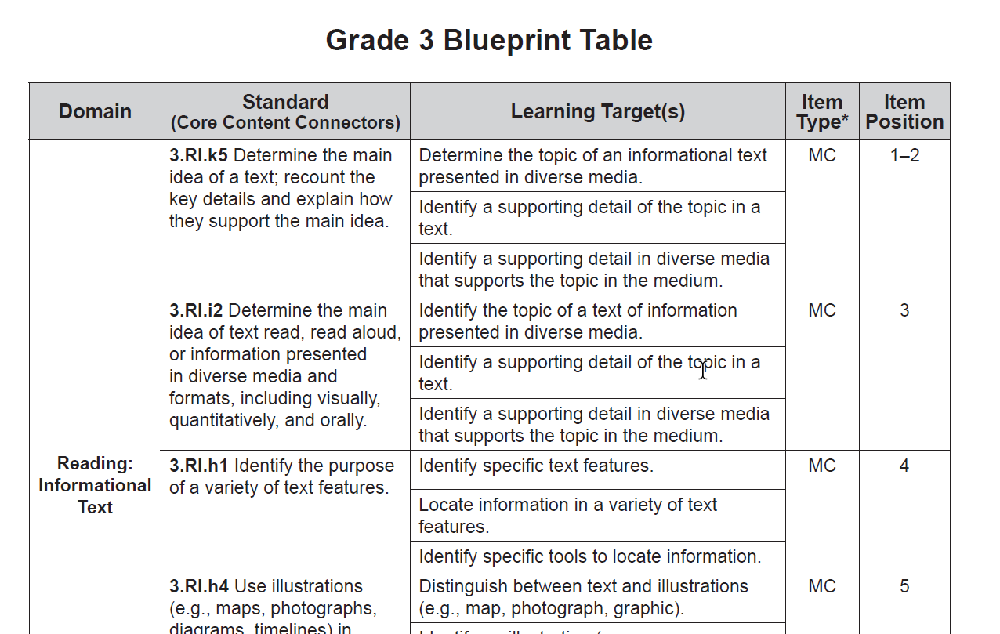 Grade 3 Blueprint Table
Domain
Standard
(Core Content Connectors)
Learning Target(s)
Item
Type*
Item
Position
Reading:
Informational
Text
3.RI.k5 Determine the main
idea of a text; recount the
key details and explain how
they support the main idea.
Determine the topic of an informational text
presented in diverse media.
Identify a supporting detail of the topic in a
text.
Identify a supporting detail in diverse media
that supports the topic in the medium.
MC
1–2
3.RI.i2 Determine the main
idea of text read, read aloud,
or information presented
in diverse media and
formats, including visually,
quantitatively, and orally.
Identify the topic of a text of information
presented in diverse media.
Identify a supporting detail of the topic in a
text.
Identify a supporting detail in diverse media
that supports the topic in the medium.
MC
3
3.RI.h1 Identify the purpose
of a variety of text features.
Identify specific text features.
Locate information in a variety of text
features.
Identify specific tools to locate information.
MC
4
3.RI.h4 Use illustrations
(e.g., maps, photographs,
diagrams, timelines) in
Distinguish between text and illustrations
(e.g., map, photograph, graphic).
MC
5